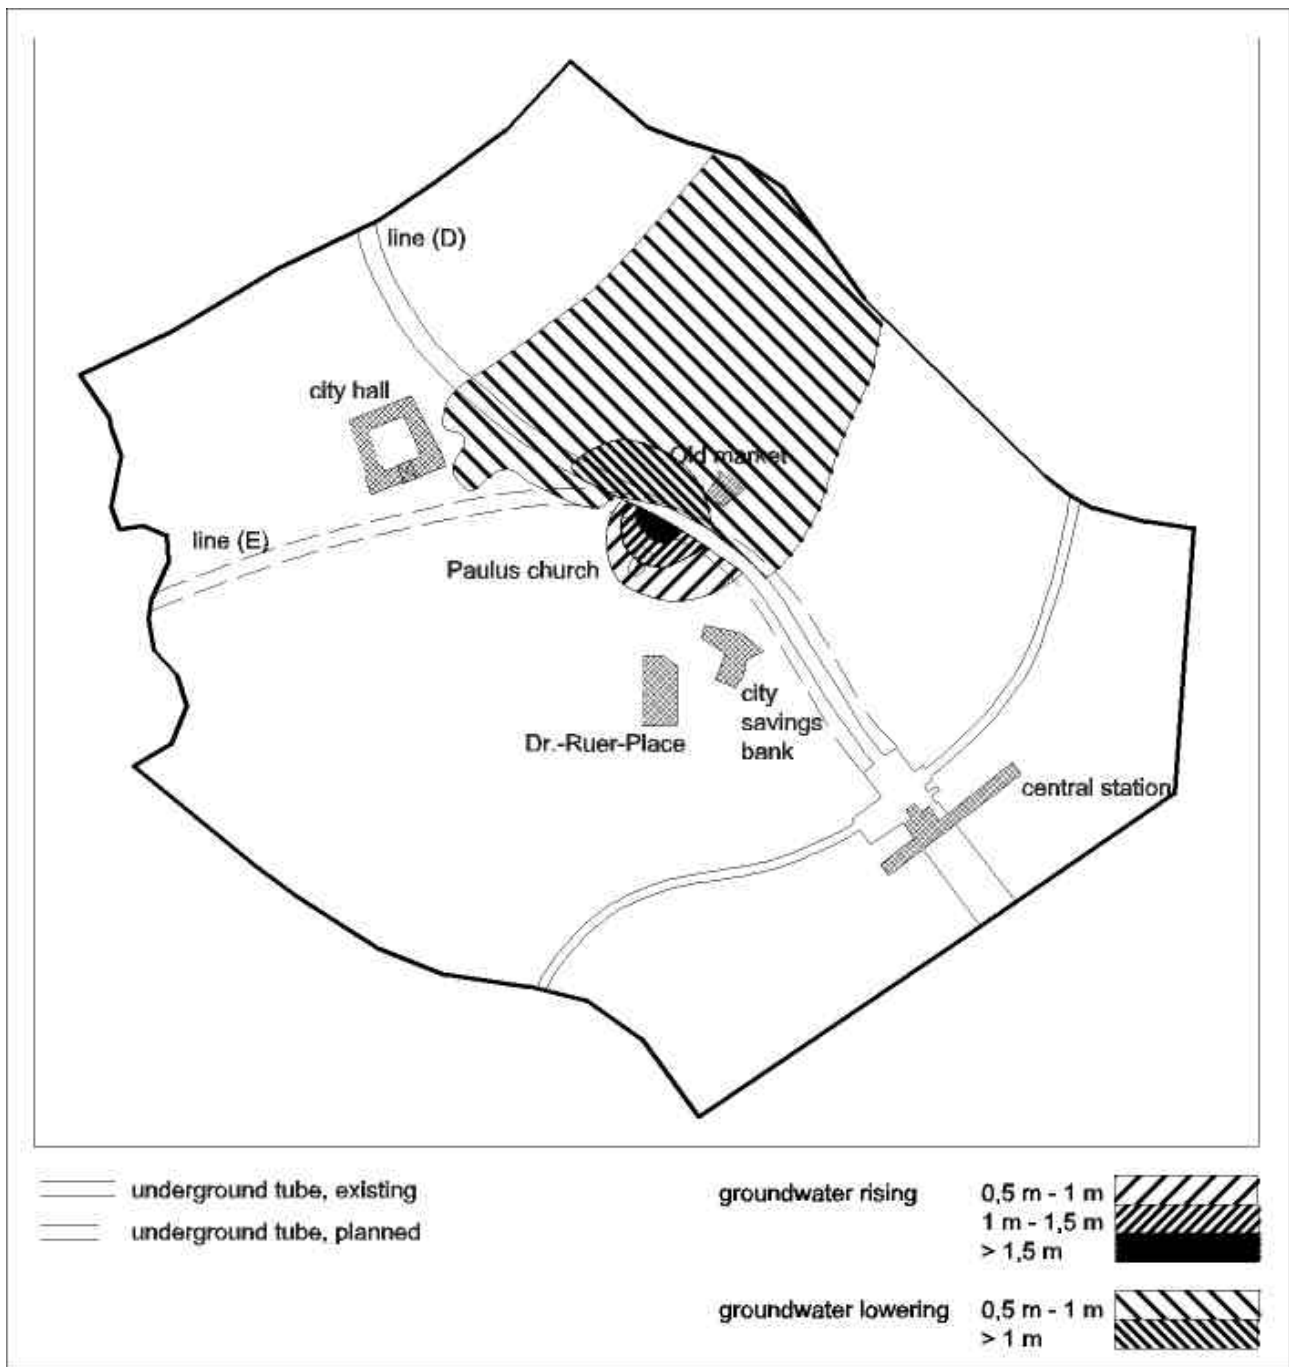 line (D)
city hall
Old market
line (E)
Paulus church
city
savings
bank
Dr.-Ruer-Place
central station
underground tube, existing
underground tube, planned
groundwater rising
0,5 m - 1 m
1 m - 1,5 m
> 1,5 m
groundwater lowering
0,5 m - 1 m
> 1 m